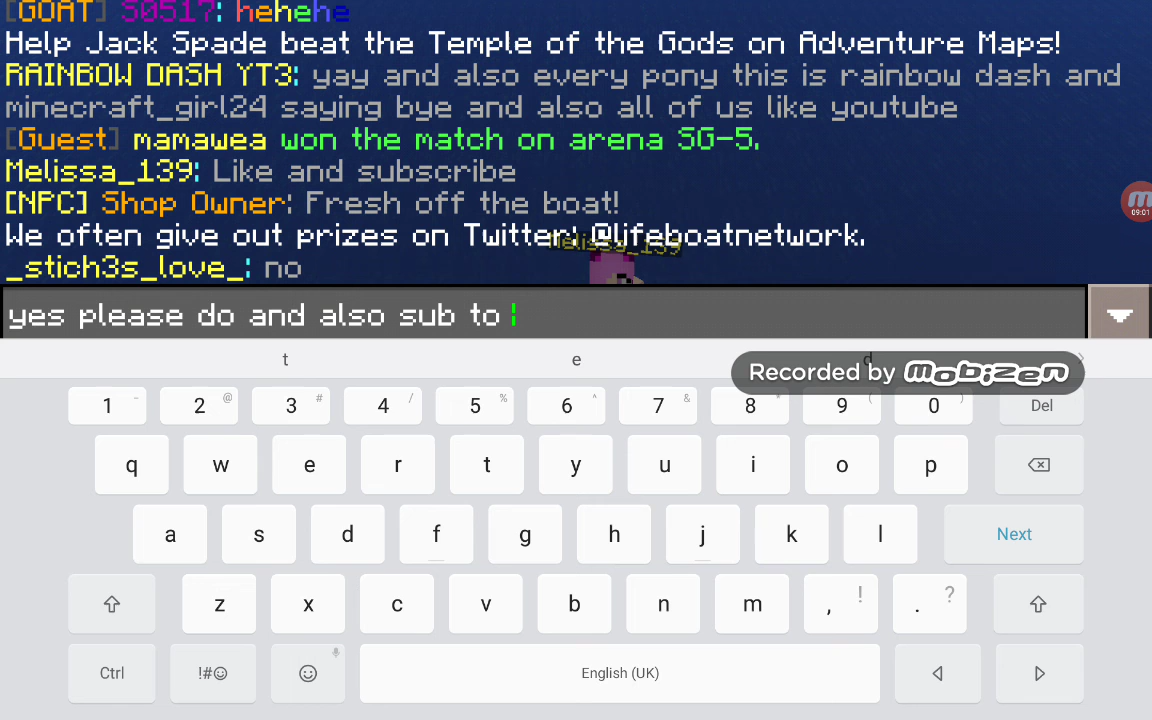 [GOAT] S0517: hehehe
Help Jack Spade beat the Temple of the Gods on Adventure Maps!
RAINBOW DASH YT3: yay and also every pony this is rainbow dash and
minecraft_girl24 saying bye and also all of us like youtube
[Guest] mamawea won the match on arena SG-5.
Melissa_139: Like and subscribe
[NPC] Shop Owner: Fresh off the boat!
We often give out prizes on Twitter @lifeboatnetwork.
Melissa_139
_stich3s_love_: no
09:01
yes please do and also sub to
t e d
Recorded by mobizen
1 - 2 @ 3 # 4 / 5 % 6 ^ 7 & 8 * 9 ( 0 ) Del
q w e r t y u i o p
a s d f g h j k l Next
z x c v b n m , ! . ?
Ctrl !#☺ English (UK)